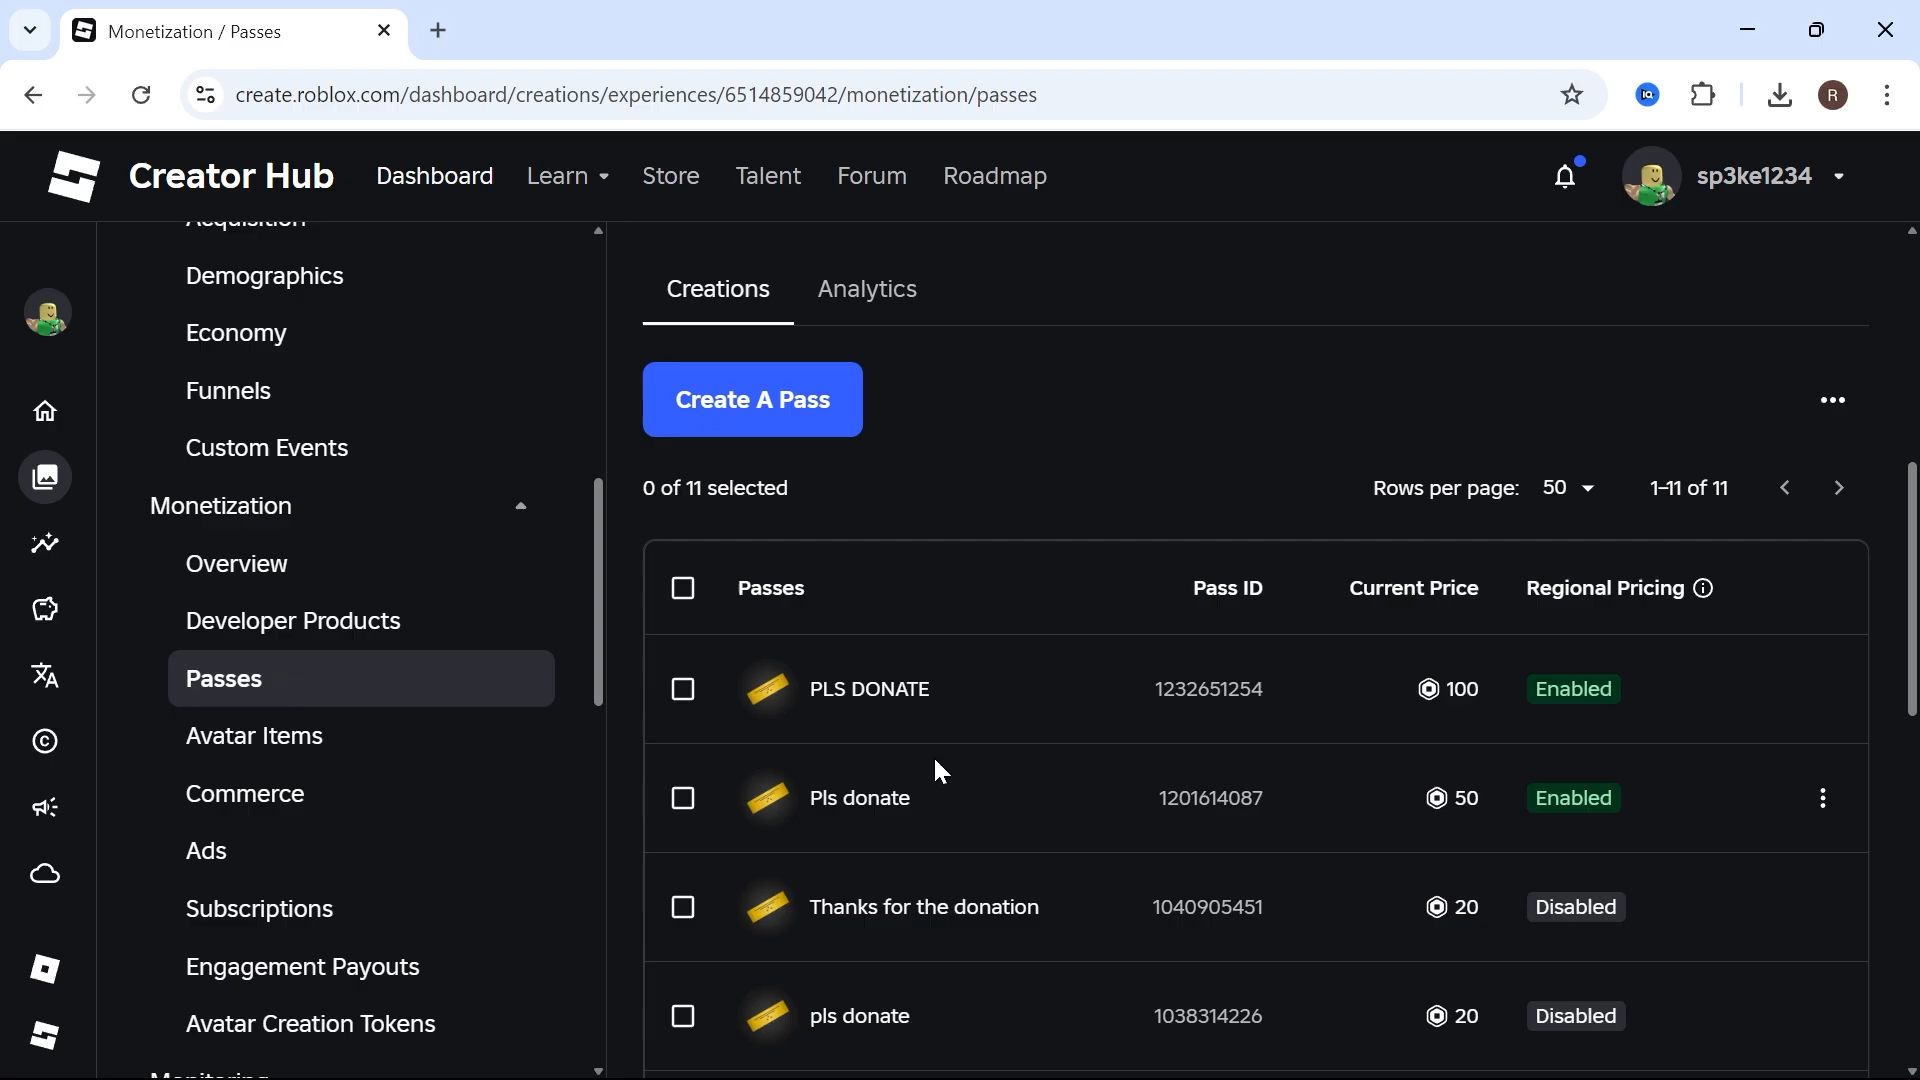 Monetization / Passes
create.roblox.com/dashboard/creations/experiences/6514859042/monetization/passes
R
Creator Hub
Dashboard
Learn
Store
Talent
Forum
Roadmap
sp3ke1234
Acquisition
Demographics
Economy
Funnels
Custom Events
Monetization
Overview
Developer Products
Passes
Avatar Items
Commerce
Ads
Subscriptions
Engagement Payouts
Avatar Creation Tokens
Monitoring
Creations
Analytics
Create A Pass
0 of 11 selected
Rows per page: 50
1-11 of 11
Passes Pass ID Current Price Regional Pricing
PLS DONATE 1232651254 100 Enabled
Pls donate 1201614087 50 Enabled
Thanks for the donation 1040905451 20 Disabled
pls donate 1038314226 20 Disabled